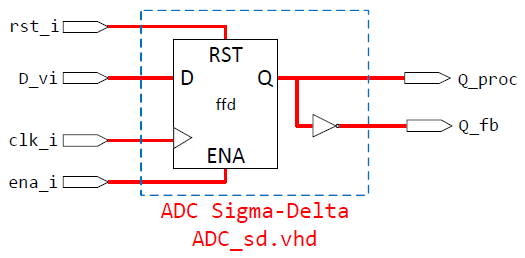 rst_i
RST
D_vi
D
Q
Q_proc
ffd
clk_i
Q_fb
ENA
ena_i
ADC Sigma-Delta
ADC_sd.vhd